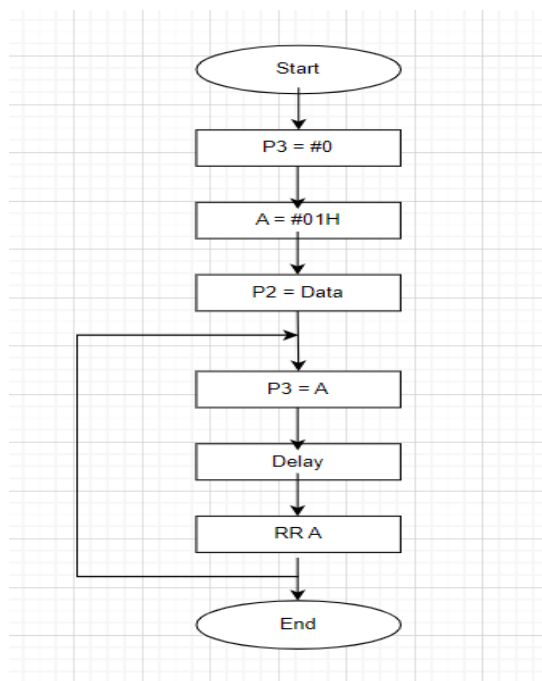 Start
P3 = #0
A = #01H
P2 = Data
P3 = A
Delay
RR A
End